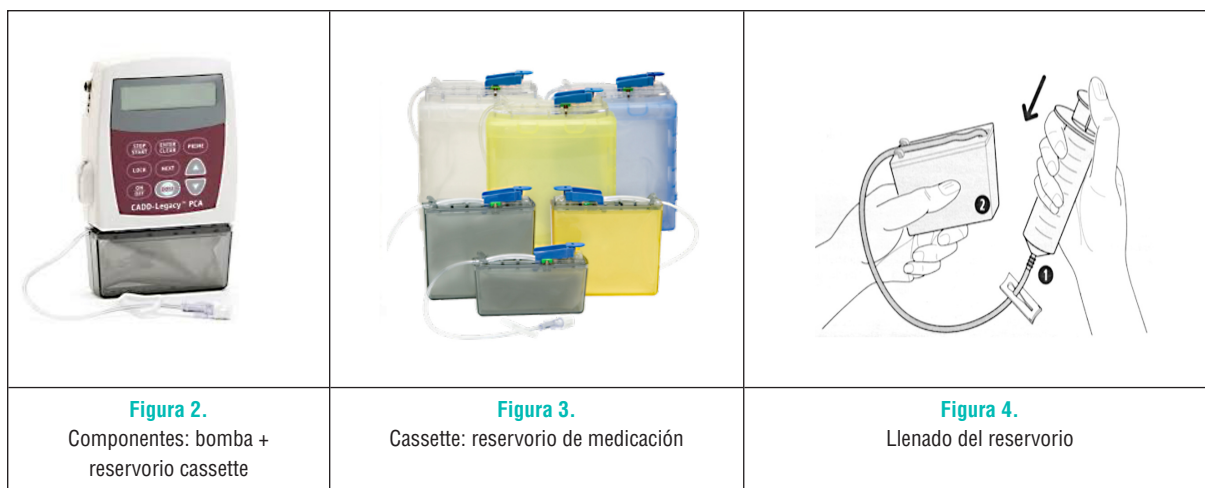 STOP
START
ENTER
CLEAR
PRIME
LOCK
NEXT
ON
OFF
CADD-Legacy™ PCA
2
1
Figura 2.
Componentes: bomba +
reservorio cassette
Figura 3.
Cassette: reservorio de medicación
Figura 4.
Llenado del reservorio